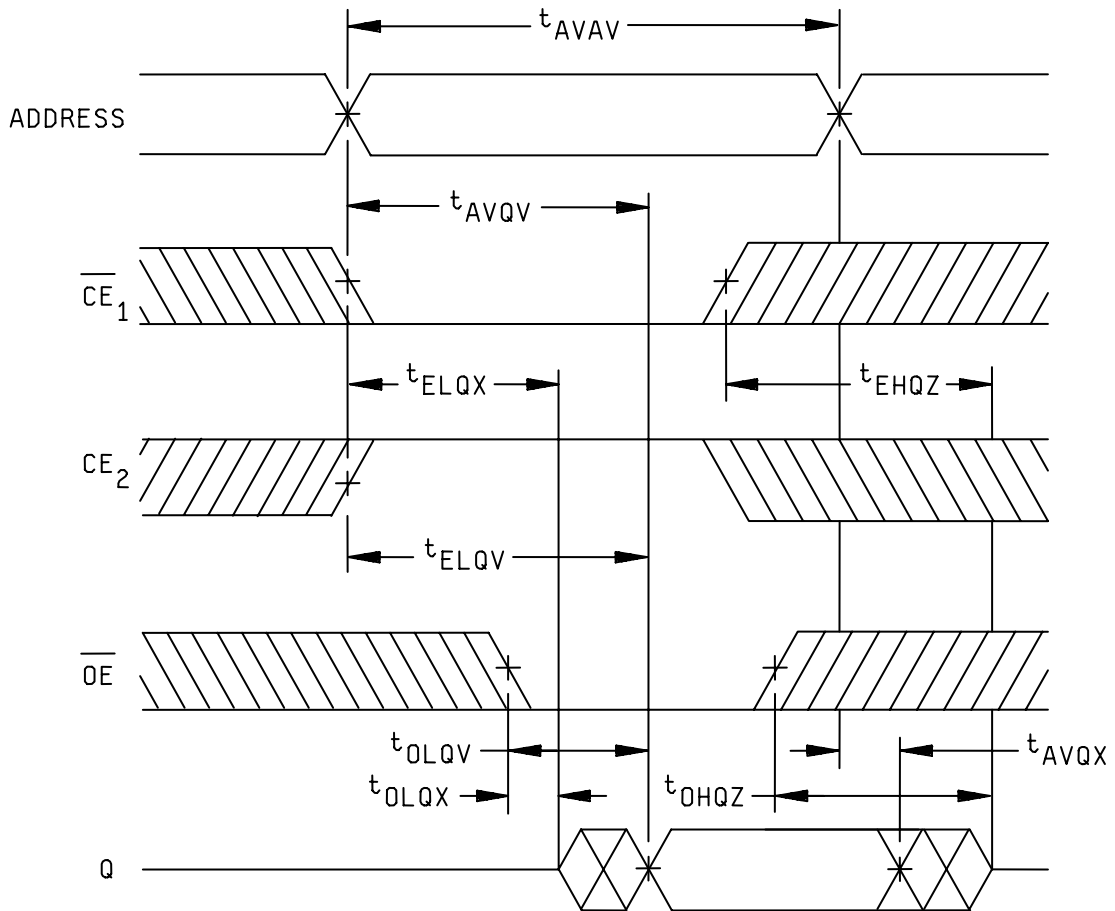 tAVAV
ADDRESS
tAVQV
CE1
tELQX
tEHQZ
CE2
tELQV
OE
tOLQV
tAVQX
tOLQX
tOHQZ
Q